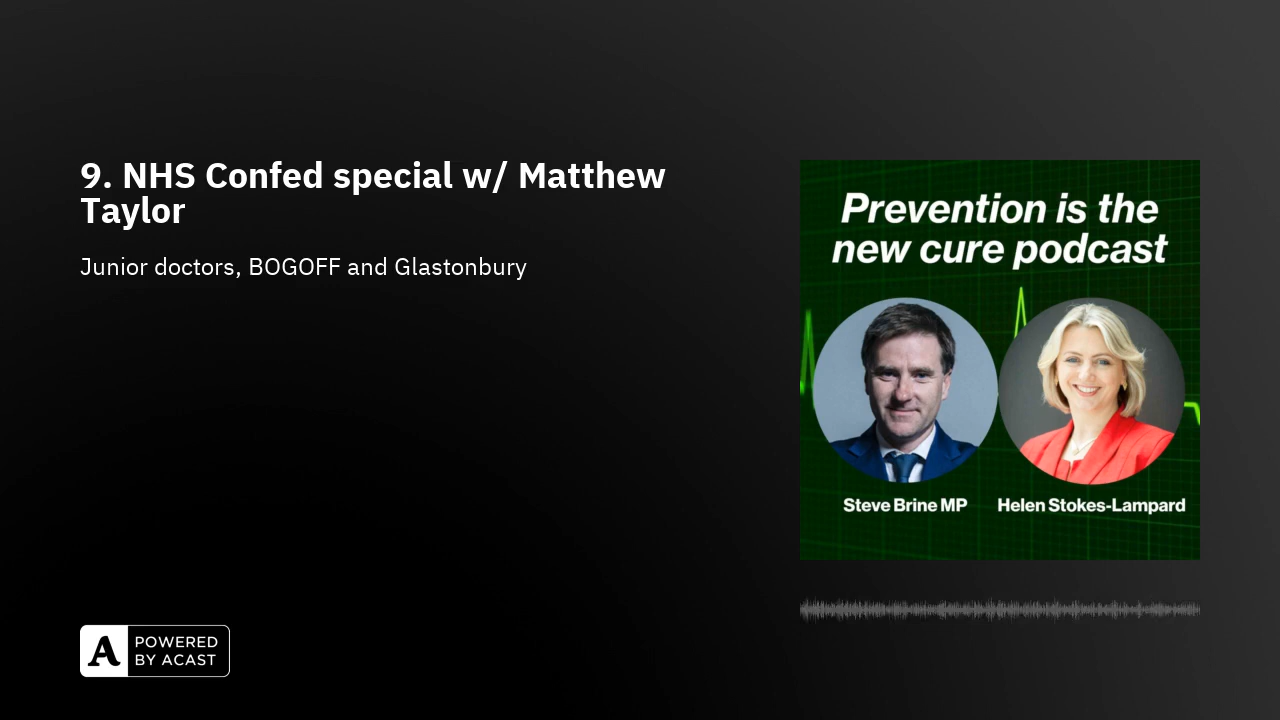 9. NHS Confed special w/ Matthew
Taylor
Junior doctors, BOGOFF and Glastonbury
Prevention is the
new cure podcast
Steve Brine MP
Helen Stokes-Lampard
A
POWERED
BY ACAST